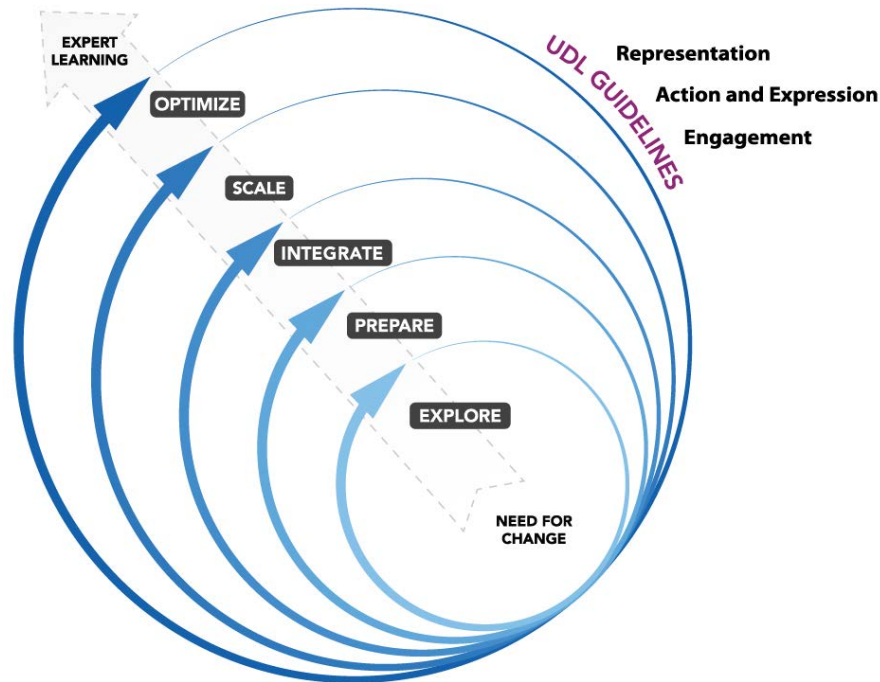 EXPERT
LEARNING
OPTIMIZE
SCALE
INTEGRATE
PREPARE
EXPLORE
NEED FOR
CHANGE
UDL GUIDELINES
Representation
Action and Expression
Engagement